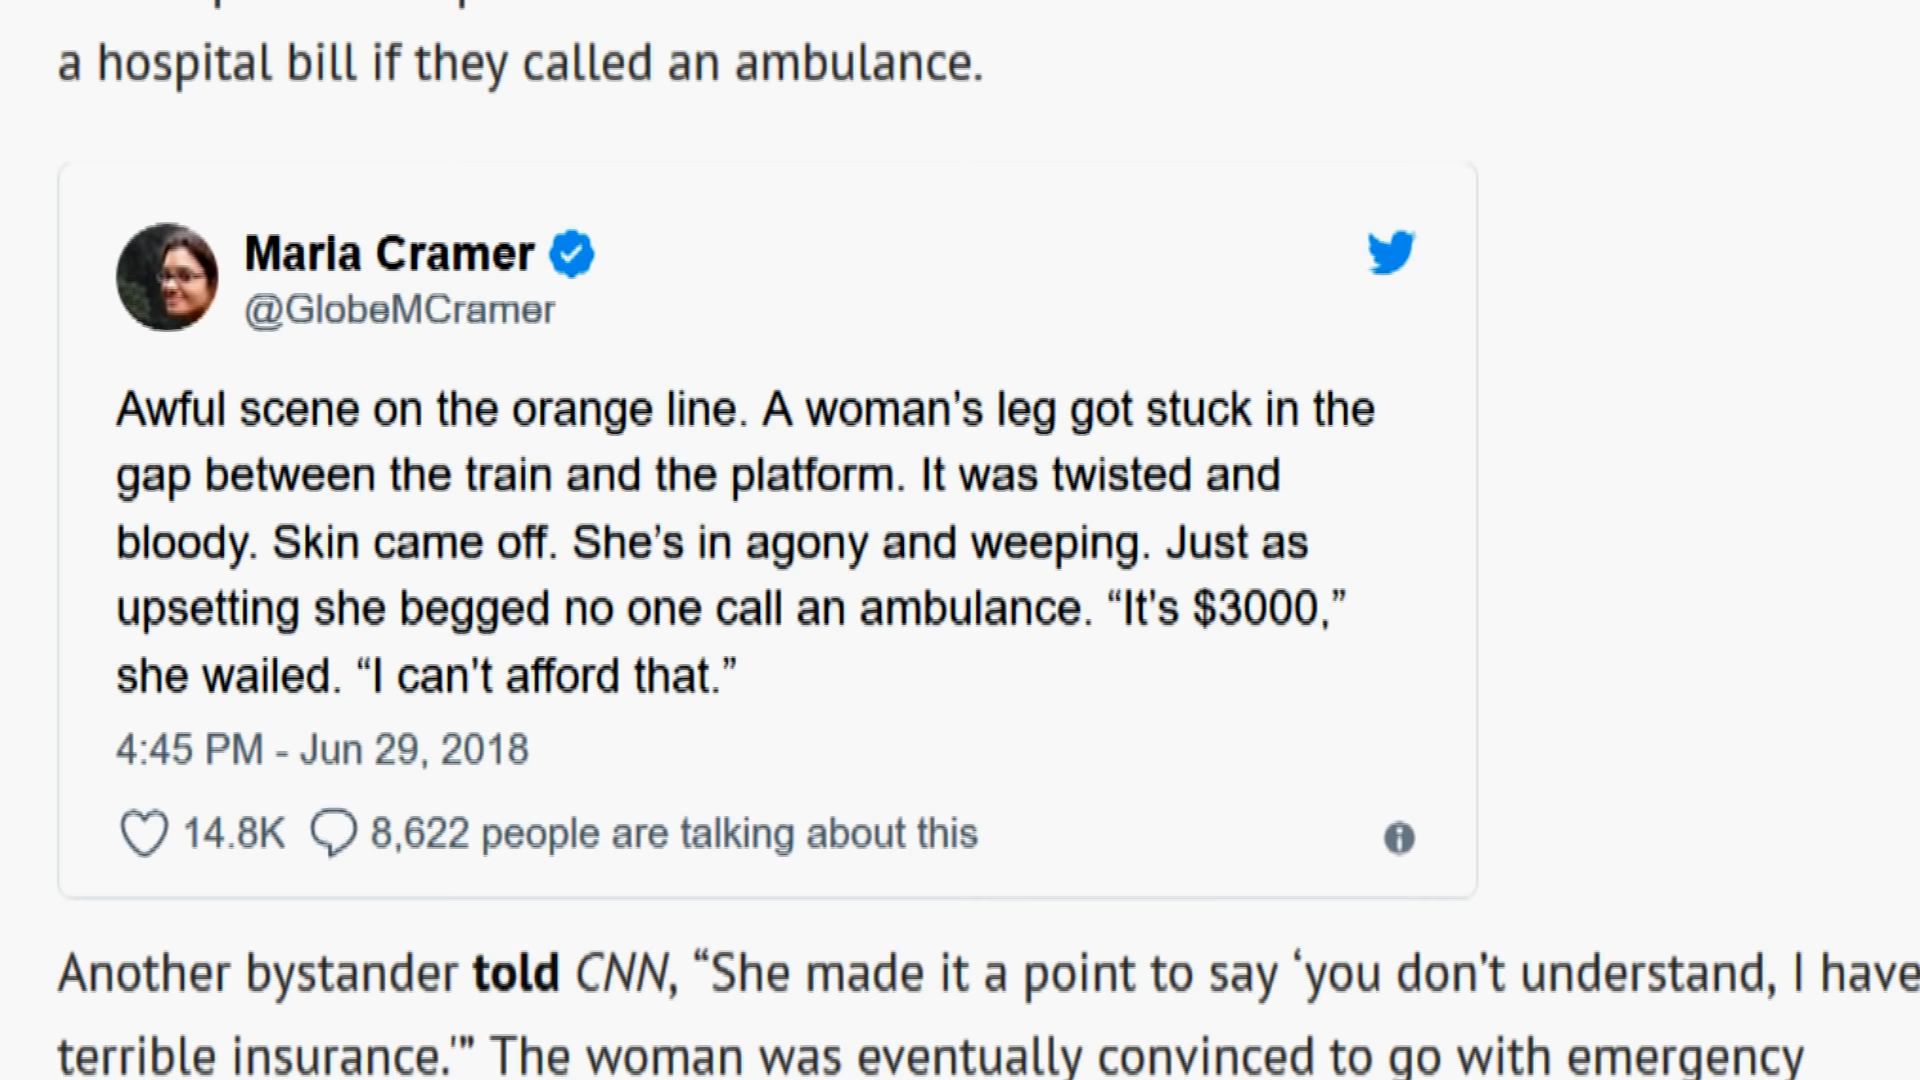 a hospital bill if they called an ambulance.
Maria Cramer
@GlobeMCramer
Awful scene on the orange line. A woman’s leg got stuck in the
gap between the train and the platform. It was twisted and
bloody. Skin came off. She’s in agony and weeping. Just as
upsetting she begged no one call an ambulance. “It’s $3000,”
she wailed. “I can’t afford that.”
4:45 PM - Jun 29, 2018
14.8K 8,622 people are talking about this
Another bystander told CNN, “She made it a point to say ‘you don’t understand, I have
terrible insurance.'” The woman was eventually convinced to go with emergency